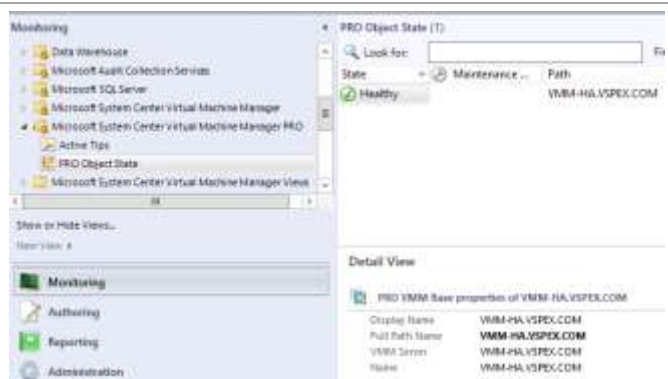 Monitoring
Data Warehouse
Microsoft Audit Collection Services
Microsoft SQL Server
Microsoft System Center Virtual Machine Manager
Microsoft System Center Virtual Machine Manager PRO
Active Tips
PRO Object State
Microsoft System Center Virtual Machine Manager Views
Show or Hide Views...
New View
Monitoring
Authoring
Reporting
Administration
PRO Object State (1)
Look for:
State Maintenance ... Path
Healthy VMM-HA.VSPEX.COM
Detail View
PRO VMM Base properties of VMM-HA.VSPEX.COM
Display Name VMM-HA.VSPEX.COM
Full Path Name VMM-HA.VSPEX.COM
VMM Server VMM-HA.VSPEX.COM
Name VMM-HA.VSPEX.COM